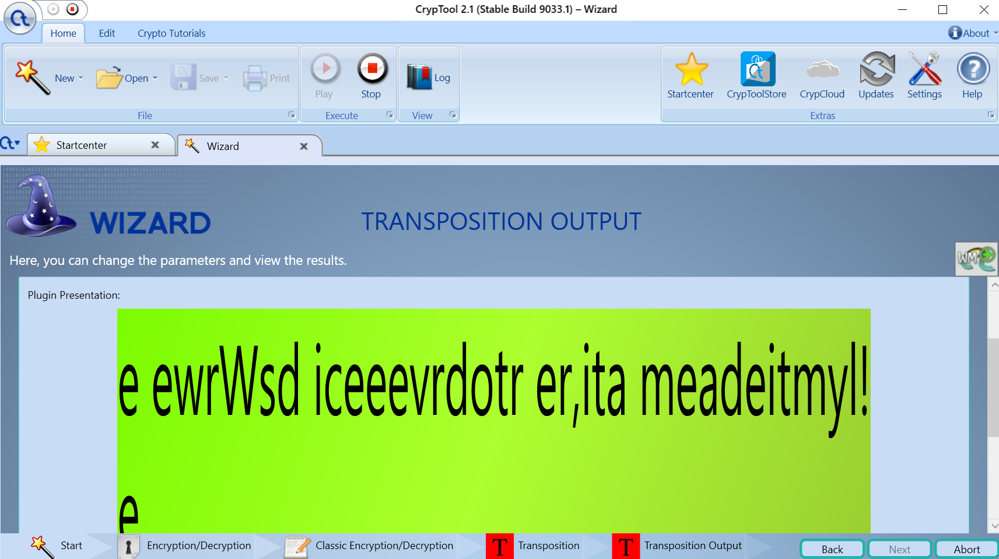 CrypTool 2.1 (Stable Build 9033.1) – Wizard
Home Edit Crypto Tutorials About
New Open Save Print Play Stop Log Startcenter CrypToolStore CrypCloud Updates Settings Help
File Execute View Extras
Startcenter Wizard
WIZARD TRANSPOSITION OUTPUT
Here, you can change the parameters and view the results.
WM
Plugin Presentation:
e ewrWsd iceeevrdotr er,ita meadeitmyl!
e
Start Encryption/Decryption Classic Encryption/Decryption T Transposition T Transposition Output Back Next Abort